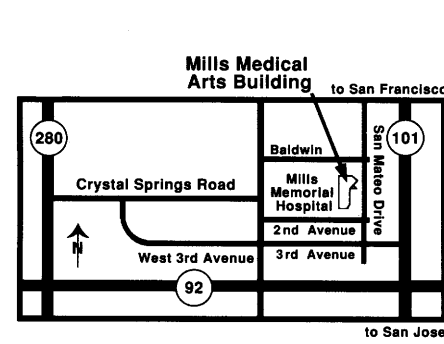 Mills Medical
Arts Building
to San Francisco
280
101
San Mateo Drive
Baldwin
Crystal Springs Road
Mills
Memorial
Hospital
2nd Avenue
N
West 3rd Avenue
3rd Avenue
92
to San Jose